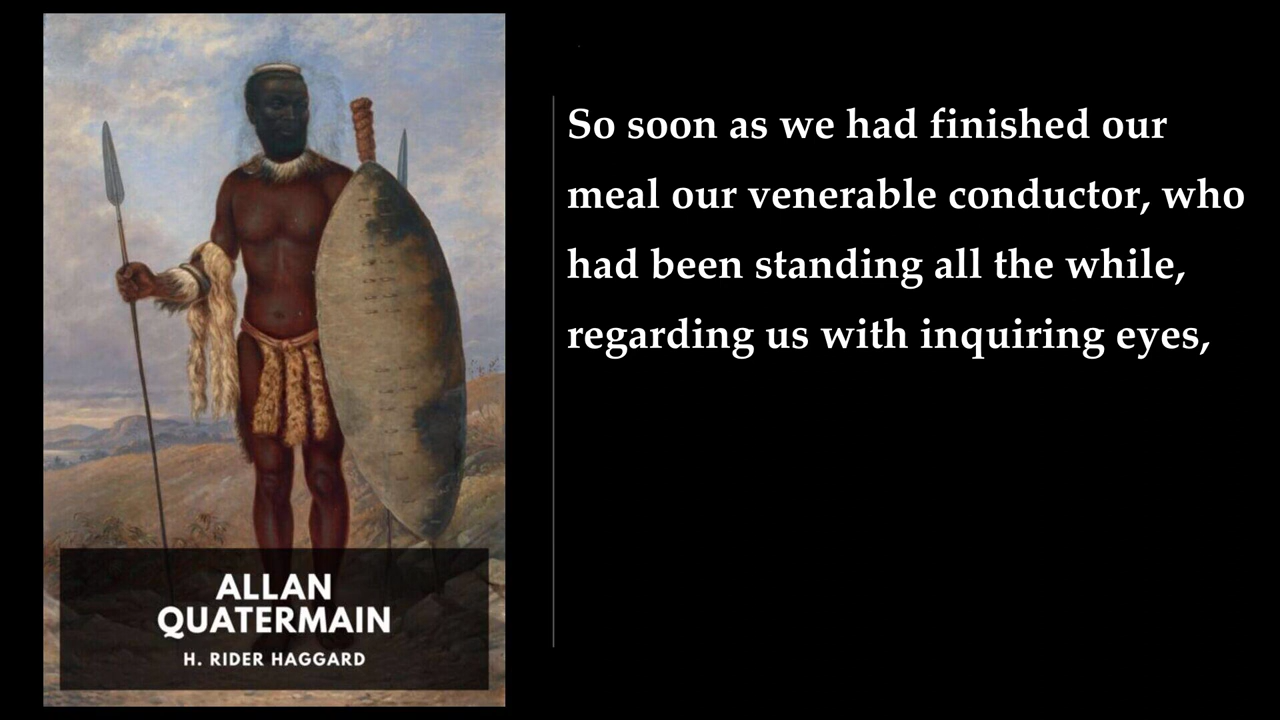 ALLAN
QUATERMAIN
H. RIDER HAGGARD
So soon as we had finished our
meal our venerable conductor, who
had been standing all the while,
regarding us with inquiring eyes,